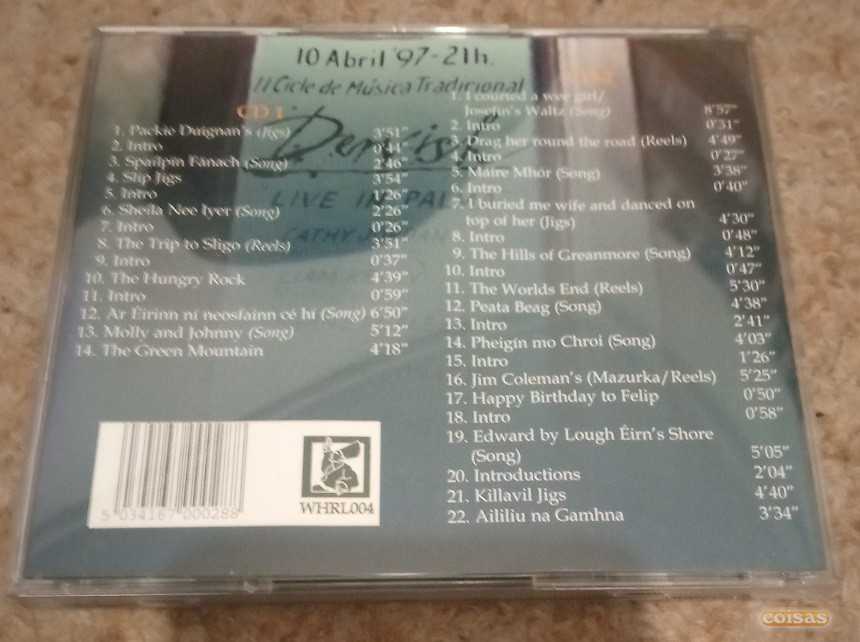 10 Abril '97 - 21h.
II Cicle de Música Tradicional
Dervish
LIVE IN PAL
CATHY
LIAM
CD 1
1. Packie Duignan's (Jigs) 3'51"
2. Intro 0'44"
3. Spailpín Fánach (Song) 2'46"
4. Slip Jigs 3'54"
5. Intro 0'26"
6. Sheila Nee Iyer (Song) 2'26"
7. Intro 0'26"
8. The Trip to Sligo (Reels) 3'51"
9. Intro 0'37"
10. The Hungry Rock 4'39"
11. Intro 0'59"
12. Ar Éirinn ní neosfainn cé hí (Song) 6'50"
13. Molly and Johnny (Song) 5'12"
14. The Green Mountain 4'18"
1. I courted a wee girl/
Josefin's Waltz (Song) 8'57"
2. Intro 0'31"
3. Drag her round the road (Reels) 4'49"
4. Intro 0'27"
5. Máire Mhór (Song) 3'38"
6. Intro 0'40"
7. I buried me wife and danced on
top of her (Jigs) 4'30"
8. Intro 0'48"
9. The Hills of Greanmore (Song) 4'12"
10. Intro 0'47"
11. The Worlds End (Reels) 5'30"
12. Peata Beag (Song) 4'38"
13. Intro 2'41"
14. Pheigín mo Chroi (Song) 4'03"
15. Intro 1'26"
16. Jim Coleman's (Mazurka/Reels) 5'25"
17. Happy Birthday to Felip 0'50"
18. Intro 0'58"
19. Edward by Lough Éirn's Shore
(Song) 5'05"
20. Introductions 2'04"
21. Killavil Jigs 4'40"
22. Aililiu na Gamhna 3'34"
5 034167 000288
WHRL004
coisas